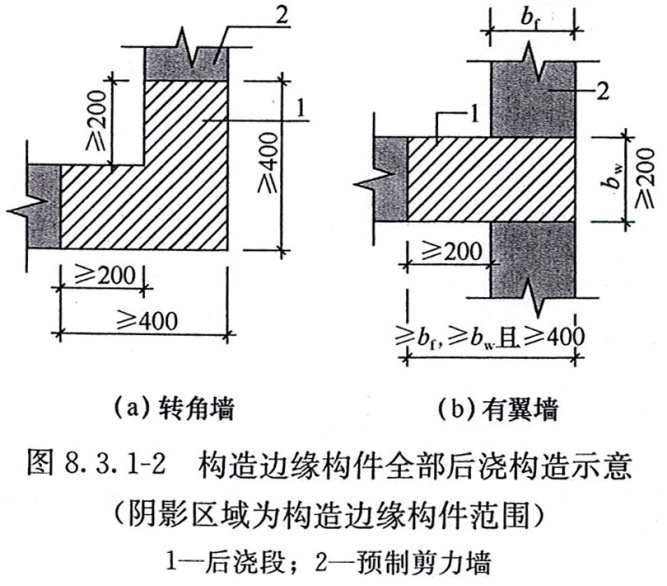 2
1
≥200
≥400
≥200
≥400
(a) 转角墙
b_f
1
2
b_w
≥200
≥200
≥b_f,≥b_w且≥400
(b) 有翼墙
图 8.3.1-2 构造边缘构件全部后浇构造示意
(阴影区域为构造边缘构件范围)
1—后浇段；2—预制剪力墙